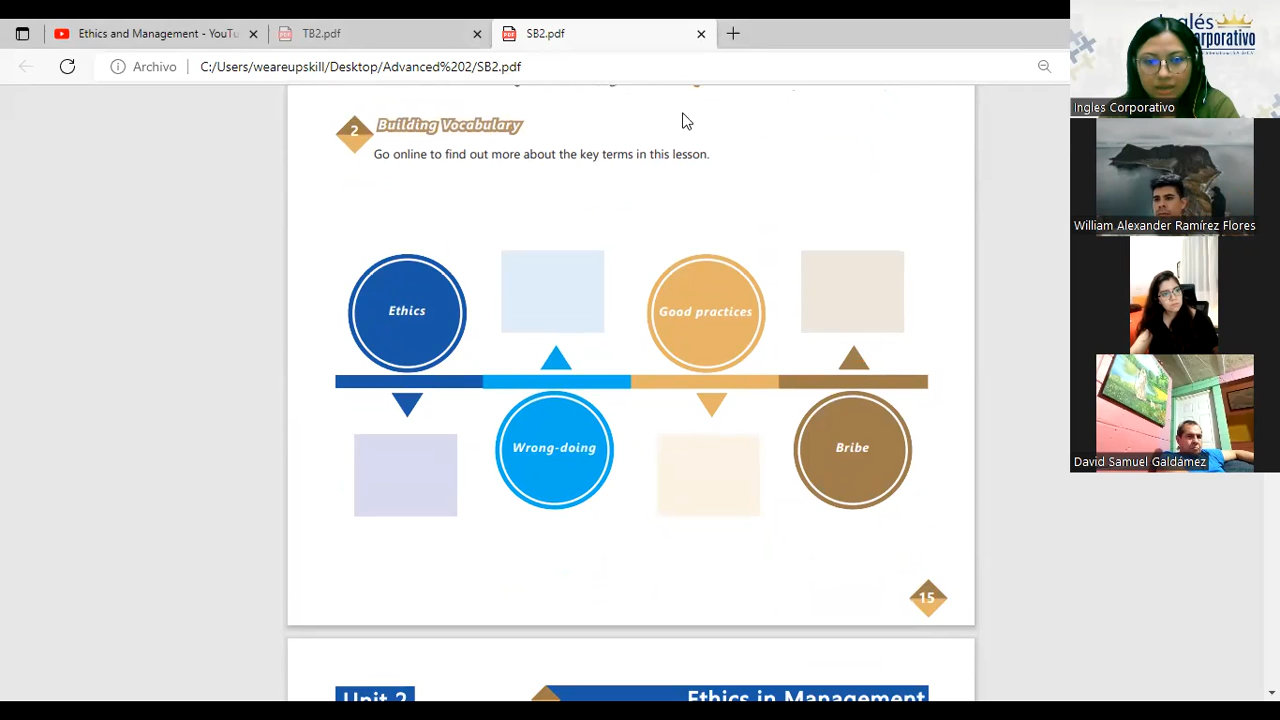 Ethics and Management - YouTu
TB2.pdf
SB2.pdf
Archivo
C:/Users/weareupskill/Desktop/Advanced%202/SB2.pdf
2
Building Vocabulary
Go online to find out more about the key terms in this lesson.
Ethics
Good practices
Wrong-doing
Bribe
15
Unit 2
Ethics in Management
Inglés
Corporativo
Ingles Corporativo
William Alexander Ramírez Flores
David Samuel Galdámez